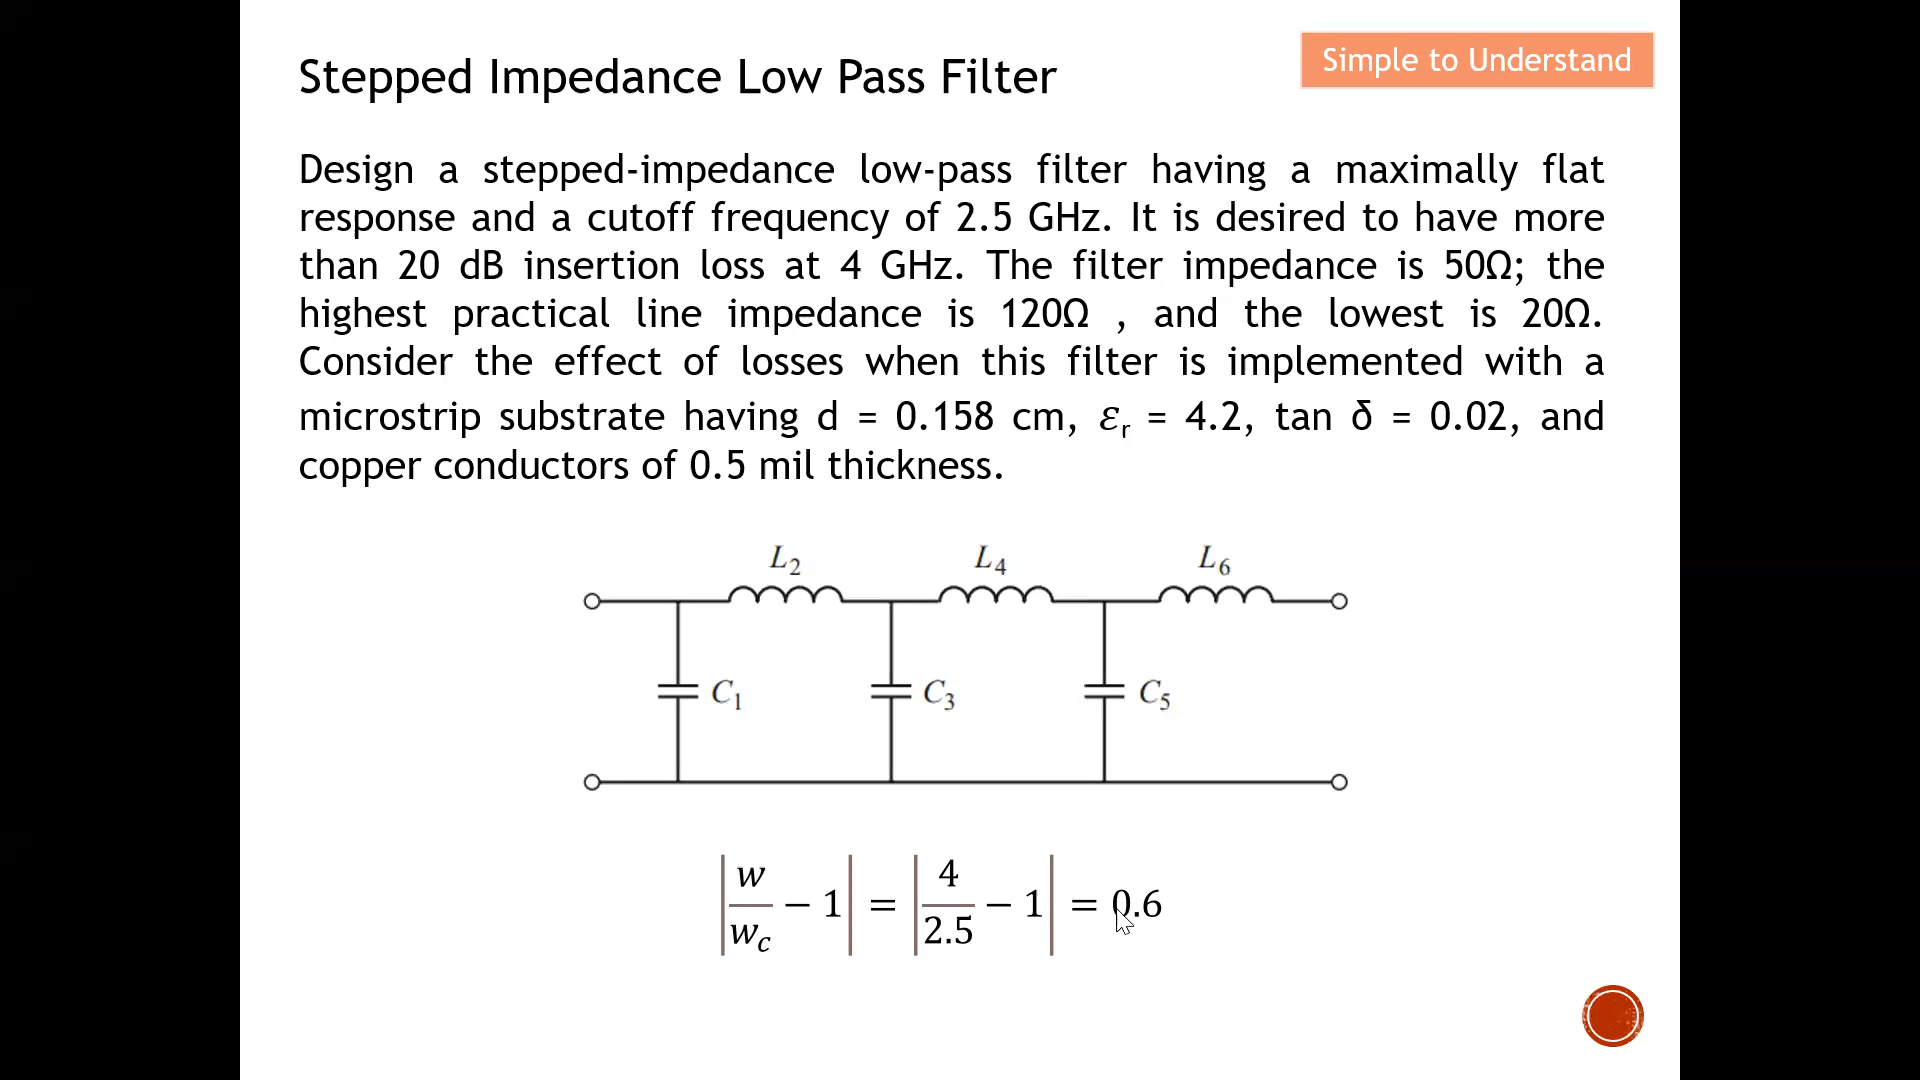 Simple to Understand
Stepped Impedance Low Pass Filter
Design a stepped-impedance low-pass filter having a maximally flat
response and a cutoff frequency of 2.5 GHz. It is desired to have more
than 20 dB insertion loss at 4 GHz. The filter impedance is 50Ω; the
highest practical line impedance is 120Ω , and the lowest is 20Ω.
Consider the effect of losses when this filter is implemented with a
microstrip substrate having d = 0.158 cm, εr = 4.2, tan δ = 0.02, and
copper conductors of 0.5 mil thickness.
L2 L4 L6
C1 C3 C5
|w/wc − 1| = |4/2.5 − 1| = 0.6